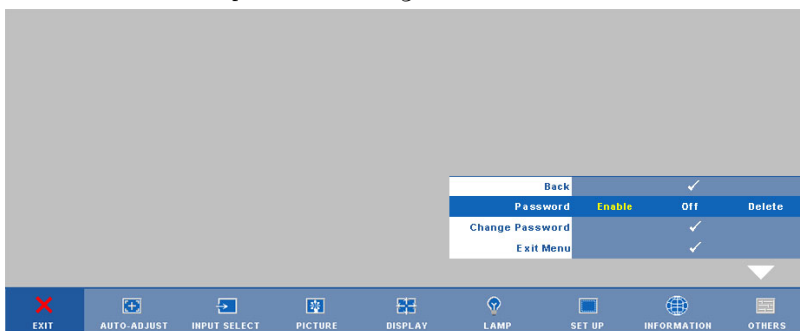 Back
Password Enable Off Delete
Change Password
Exit Menu
EXIT AUTO-ADJUST INPUT SELECT PICTURE DISPLAY LAMP SET UP INFORMATION OTHERS